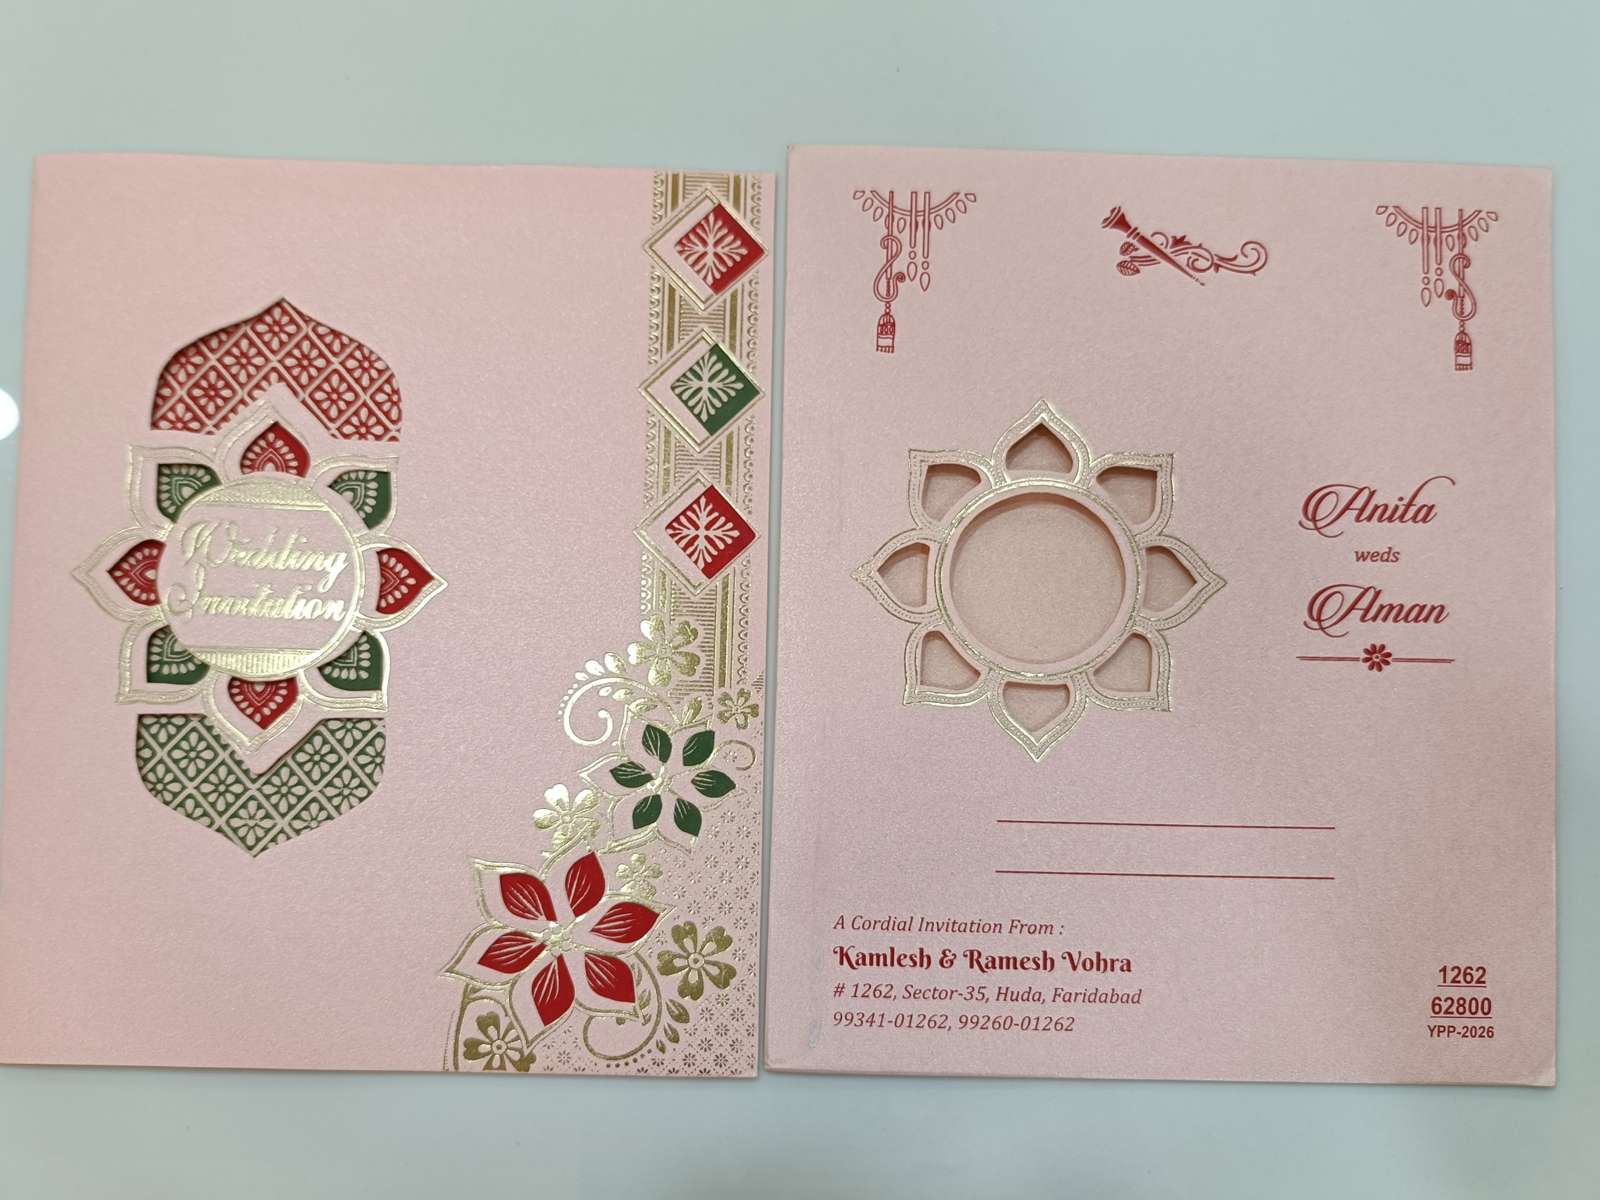 Wedding
Invitation
Anita
weds
Aman
A Cordial Invitation From :
Kamlesh & Ramesh Vohra
# 1262, Sector-35, Huda, Faridabad
99341-01262, 99260-01262
1262
62800
YPP-2026